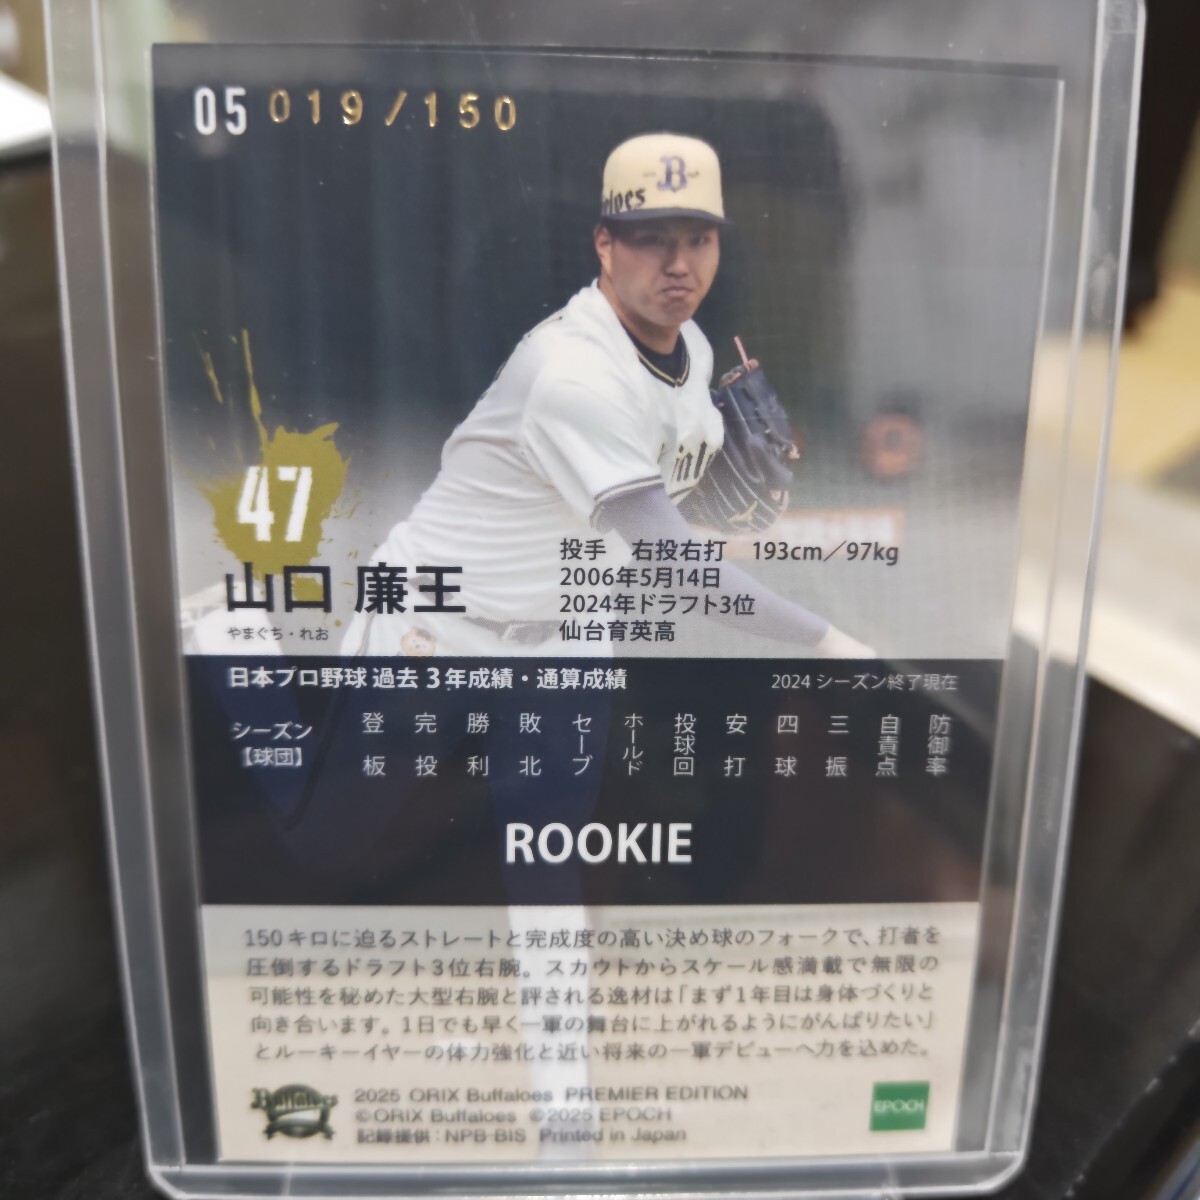 05 019/150
B
Buffaloes
47
山口 廉王
やまぐち・れお
投手 右投右打 193cm／97kg
2006年5月14日
2024年ドラフト3位
仙台育英高
日本プロ野球 過去 3年成績・通算成績 2024 シーズン終了現在
シーズン【球団】 登板 完投 勝利 敗北 セーブ ホールド 投球回 安打 四球 三振 自責点 防御率
ROOKIE
150キロに迫るストレートと完成度の高い決め球のフォークで、打者を
圧倒するドラフト3位右腕。スカウトからスケール感満載で無限の
可能性を秘めた大型右腕と評される逸材は「まず1年目は身体づくりと
向き合います。1日でも早く一軍の舞台に上がれるようにがんばりたい」
とルーキーイヤーの体力強化と近い将来の一軍デビューへ力を込めた。
Buffaloes
2025 ORIX Buffaloes PREMIER EDITION
©ORIX Buffaloes ©2025 EPOCH
記録提供：NPB-BIS Printed in Japan
EPOCH